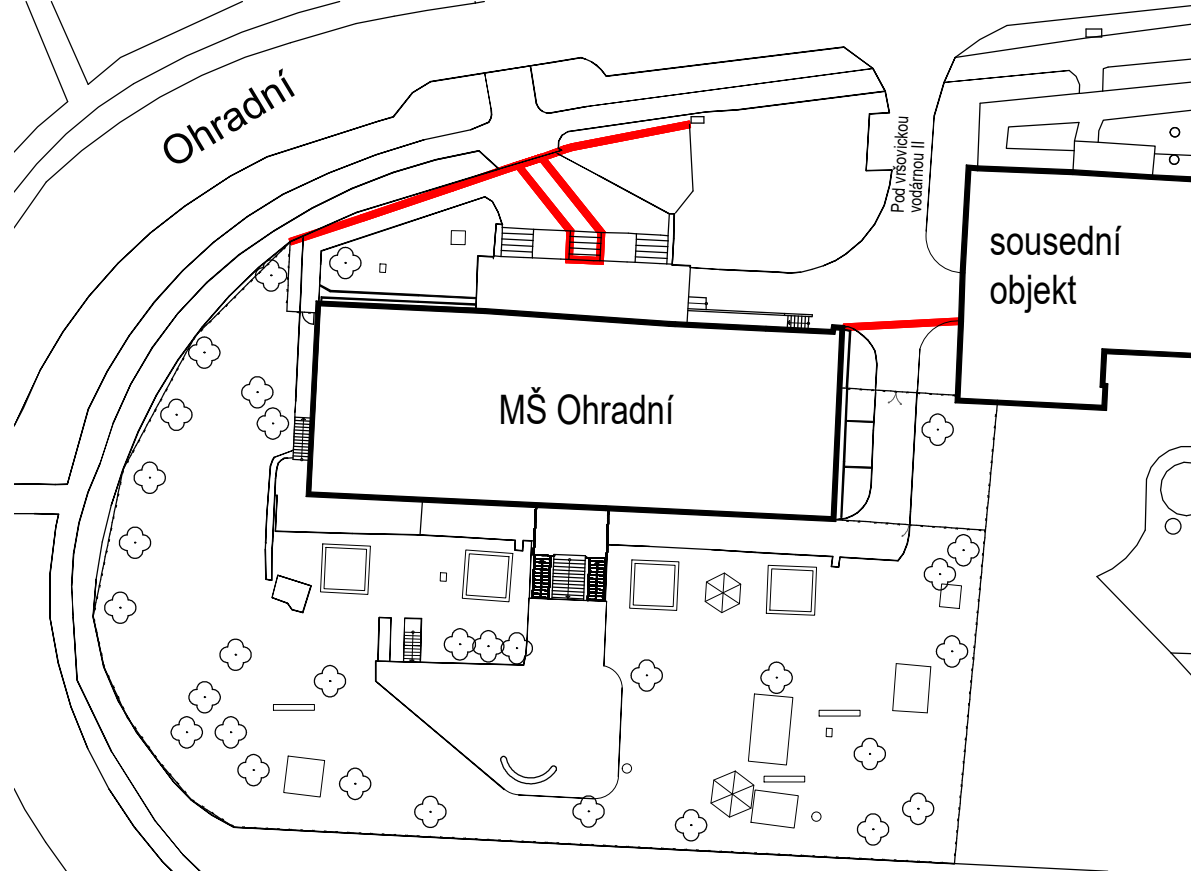 Ohradní
Pod vršovickou
vodárnou II
sousední
objekt
MŠ Ohradní